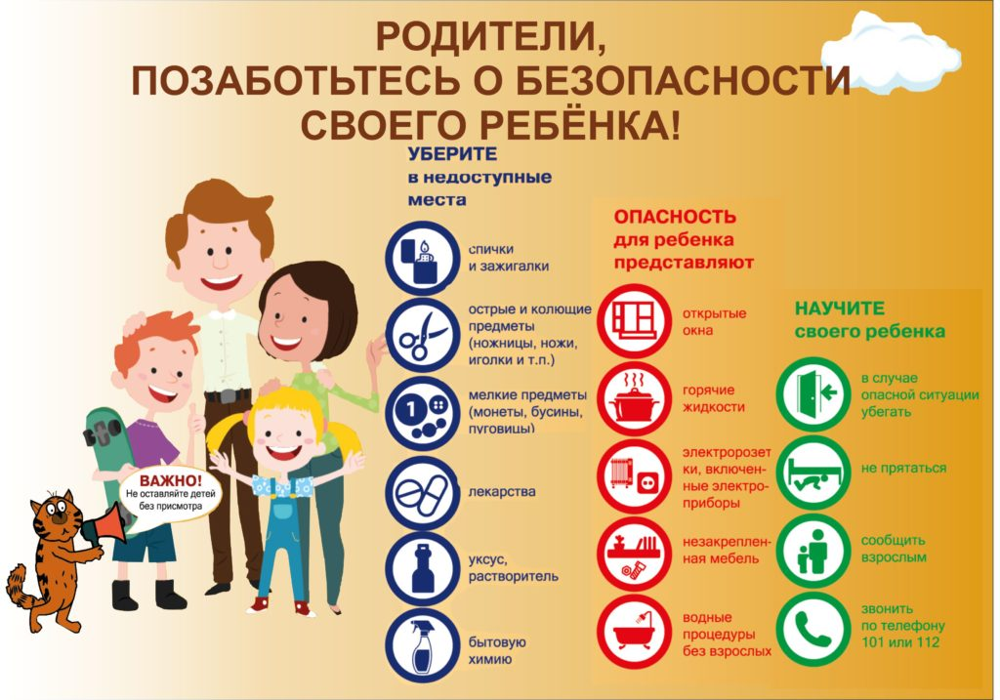 РОДИТЕЛИ,
ПОЗАБОТЬТЕСЬ О БЕЗОПАСНОСТИ
СВОЕГО РЕБЁНКА!
УБЕРИТЕ
в недоступные
места
спички
и зажигалки
острые и колющие
предметы
(ножницы, ножи,
иголки и т.п.)
1
мелкие предметы
(монеты, бусины,
пуговицы)
лекарства
уксус,
растворитель
бытовую
химию
ОПАСНОСТЬ
для ребенка
представляют
открытые
окна
горячие
жидкости
электророзет
ки, включен-
ные электро-
приборы
незакреплен-
ная мебель
водные
процедуры
без взрослых
НАУЧИТЕ
своего ребенка
в случае
опасной ситуации
убегать
не прятаться
сообщить
взрослым
звонить
по телефону
101 или 112
ВАЖНО!
Не оставляйте детей
без присмотра